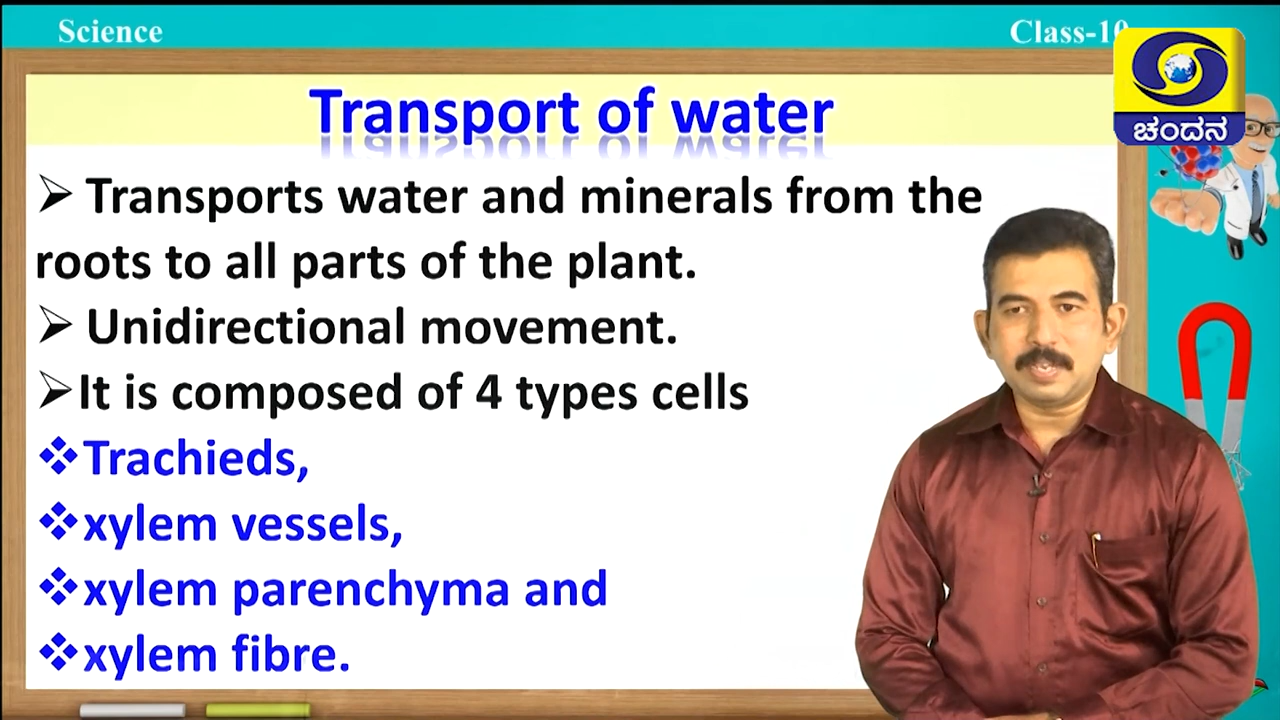 Science
Class-10
ಚಂದನ
Transport of water
➢ Transports water and minerals from the
roots to all parts of the plant.
➢ Unidirectional movement.
➢It is composed of 4 types cells
❖Trachieds,
❖xylem vessels,
❖xylem parenchyma and
❖xylem fibre.